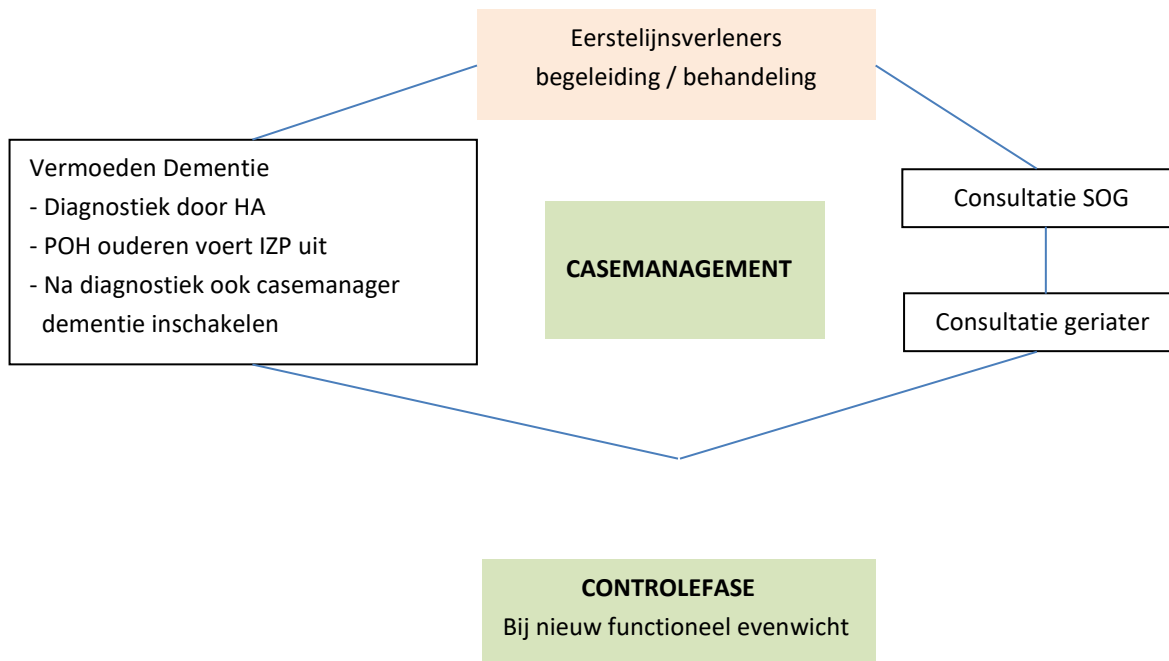 Eerstelijnsverleners
begeleiding / behandeling
Vermoeden Dementie
- Diagnostiek door HA
- POH ouderen voert IZP uit
- Na diagnostiek ook casemanager
dementie inschakelen
CASEMANAGEMENT
Consultatie SOG
Consultatie geriater
CONTROLEFASE
Bij nieuw functioneel evenwicht